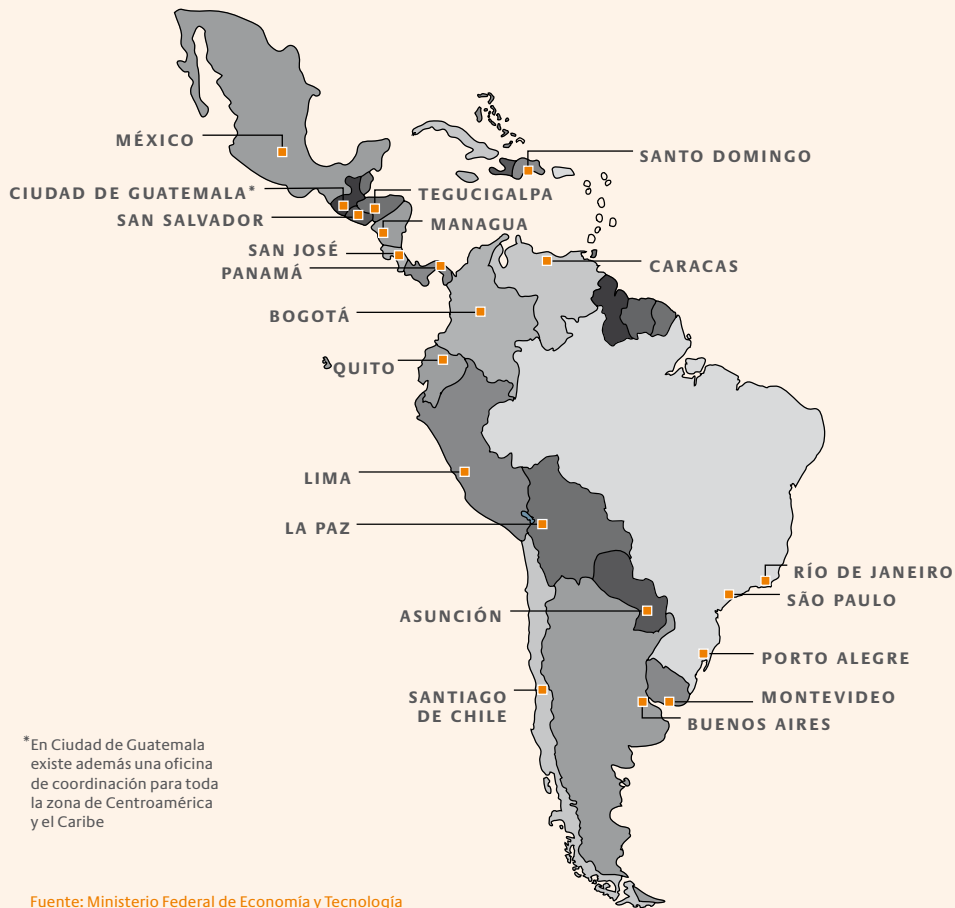 MÉXICO
SANTO DOMINGO
CIUDAD DE GUATEMALA*
TEGUCIGALPA
SAN SALVADOR
MANAGUA
SAN JOSÉ
PANAMÁ
CARACAS
BOGOTÁ
QUITO
LIMA
LA PAZ
RÍO DE JANEIRO
SÃO PAULO
ASUNCIÓN
PORTO ALEGRE
SANTIAGO
DE CHILE
MONTEVIDEO
BUENOS AIRES
*En Ciudad de Guatemala
existe además una oficina
de coordinación para toda
la zona de Centroamérica
y el Caribe
Fuente: Ministerio Federal de Economía y Tecnología